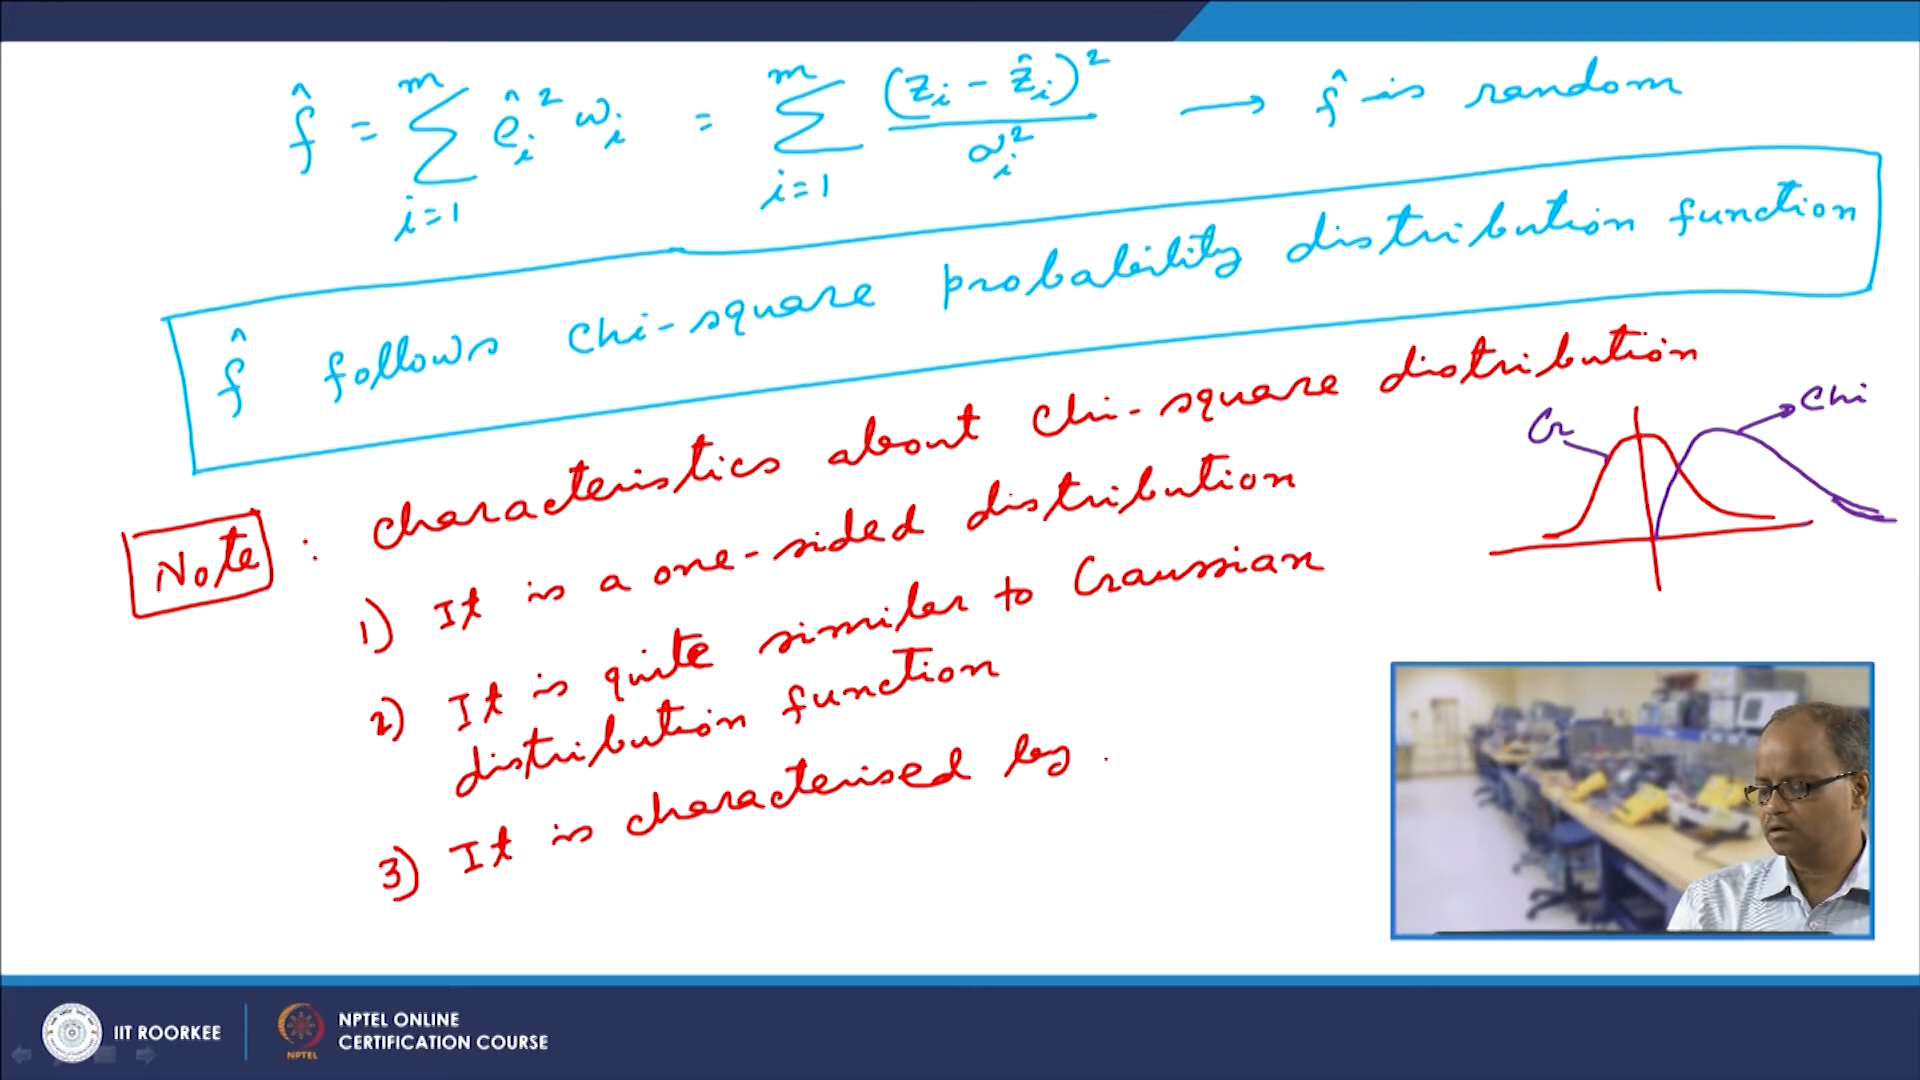 f̂ = Σ_{i=1}^{m} ê_i² w_i = Σ_{i=1}^{m} (z_i - ẑ_i)² / σ_i² → f̂ is random
f̂ follows chi-square probability distribution function
Note : characteristics about chi-square distribution
1) It is a one-sided distribution
2) It is quite similar to Gaussian
distribution function
3) It is characterised by
G
Chi
IIT ROORKEE
NPTEL
NPTEL ONLINE
CERTIFICATION COURSE